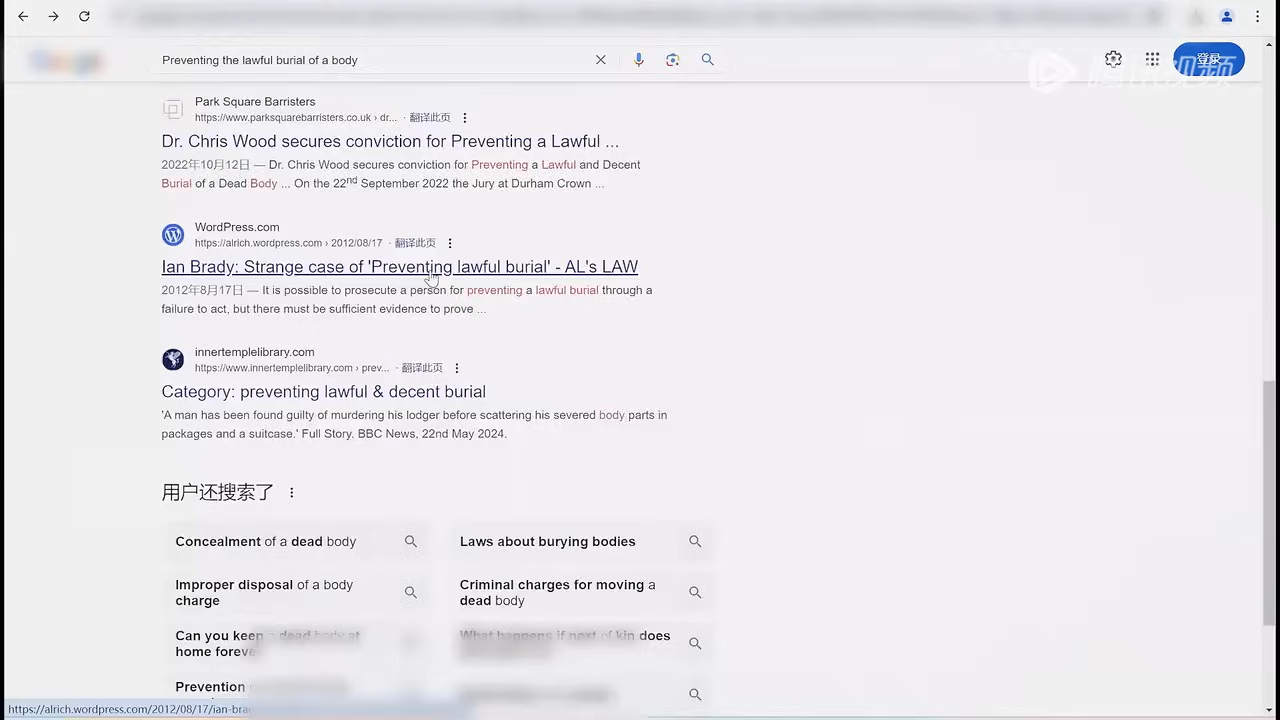 Preventing the lawful burial of a body
登录
腾讯视频
Park Square Barristers
https://www.parksquarebarristers.co.uk › dr... · 翻译此页
Dr. Chris Wood secures conviction for Preventing a Lawful ...
2022年10月12日 — Dr. Chris Wood secures conviction for Preventing a Lawful and Decent
Burial of a Dead Body ... On the 22nd September 2022 the Jury at Durham Crown ...
WordPress.com
https://alrich.wordpress.com › 2012/08/17 · 翻译此页
Ian Brady: Strange case of 'Preventing lawful burial' - AL's LAW
2012年8月17日 — It is possible to prosecute a person for preventing a lawful burial through a
failure to act, but there must be sufficient evidence to prove ...
innertemplelibrary.com
https://www.innertemplelibrary.com › prev... · 翻译此页
Category: preventing lawful & decent burial
'A man has been found guilty of murdering his lodger before scattering his severed body parts in
packages and a suitcase.' Full Story. BBC News, 22nd May 2024.
用户还搜索了
Concealment of a dead body
Laws about burying bodies
Improper disposal of a body
charge
Criminal charges for moving a
dead body
Can you keep a dead body at
home forever
What happens if next of kin does
Prevention
https://alrich.wordpress.com/2012/08/17/ian-bra